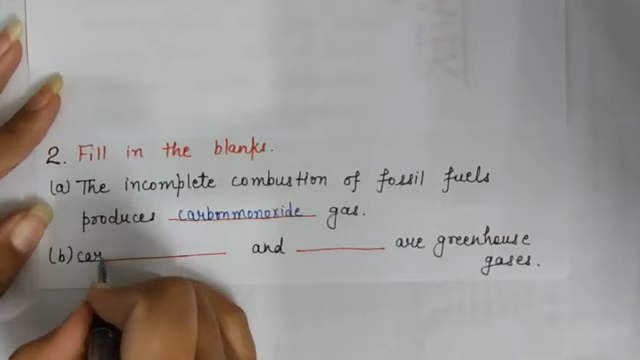 2. Fill in the blanks.
(a) The incomplete combustion of fossil fuels
produces carbonmonoxide gas.
(b) car and are greenhouse
gases.